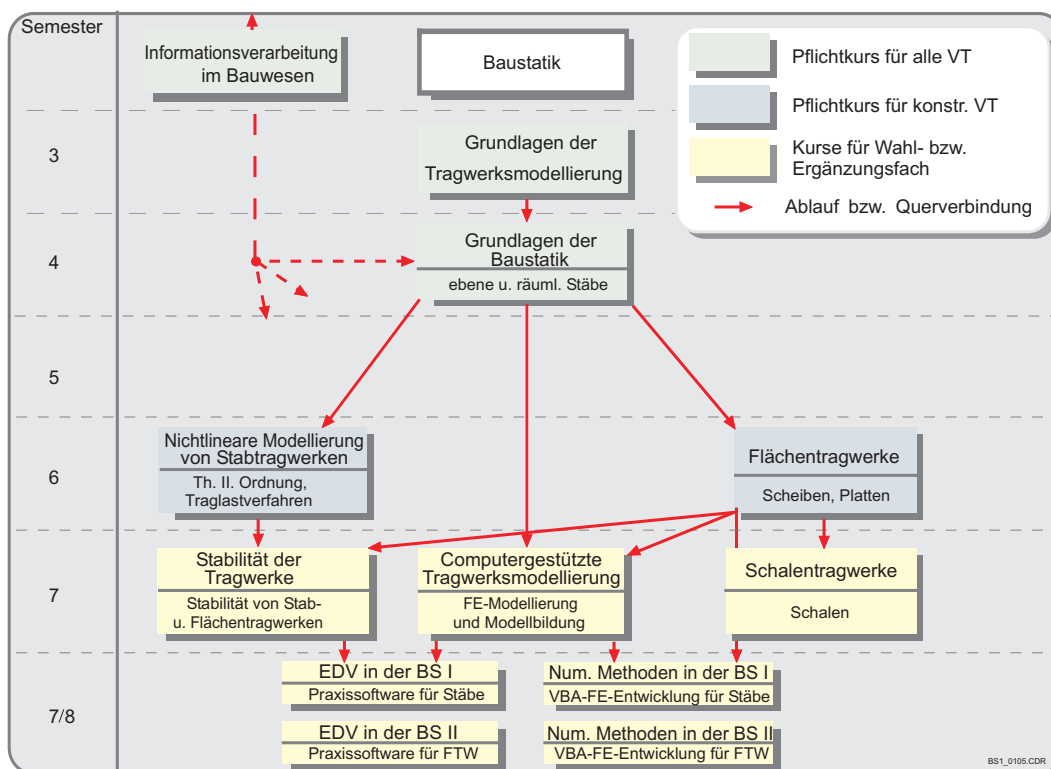 Semester
Informationsverarbeitung
im Bauwesen
Baustatik
Pflichtkurs für alle VT
Pflichtkurs für konstr. VT
Kurse für Wahl- bzw.
Ergänzungsfach
Ablauf bzw. Querverbindung
3
Grundlagen der
Tragwerksmodellierung
4
Grundlagen der
Baustatik
ebene u. räuml. Stäbe
5
6
Nichtlineare Modellierung
von Stabtragwerken
Th. II. Ordnung,
Traglastverfahren
Flächentragwerke
Scheiben, Platten
7
Stabilität der
Tragwerke
Stabilität von Stab-
u. Flächentragwerken
Computergestützte
Tragwerksmodellierung
FE-Modellierung
und Modellbildung
Schalentragwerke
Schalen
7/8
EDV in der BS I
Praxissoftware für Stäbe
Num. Methoden in der BS I
VBA-FE-Entwicklung für Stäbe
EDV in der BS II
Praxissoftware für FTW
Num. Methoden in der BS II
VBA-FE-Entwicklung für FTW
BS1_0105.CDR